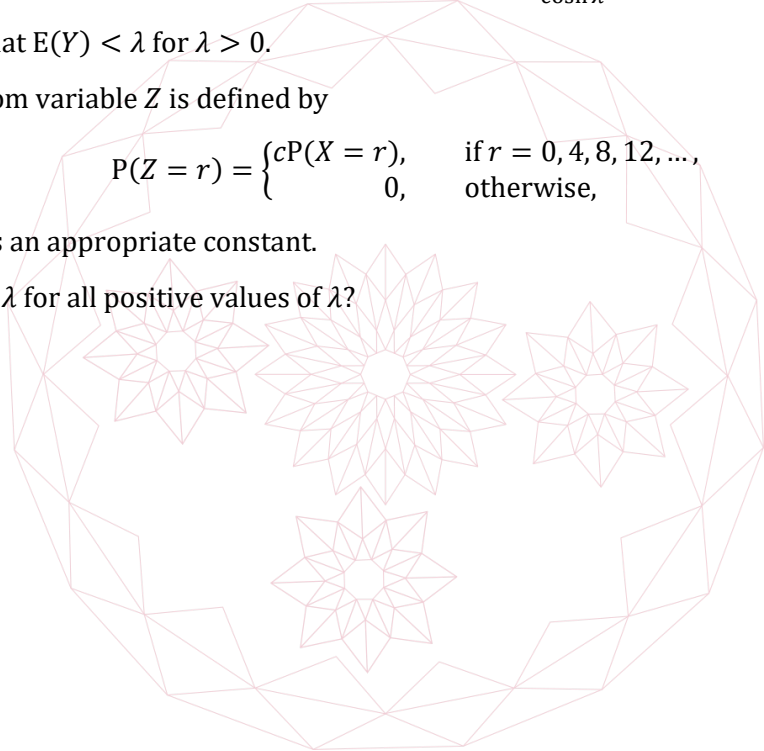 at E(Y) < λ for λ > 0.
om variable Z is defined by
P(Z = r) = { cP(X = r), if r = 0, 4, 8, 12, … ,
0, otherwise,
s an appropriate constant.
λ for all positive values of λ?